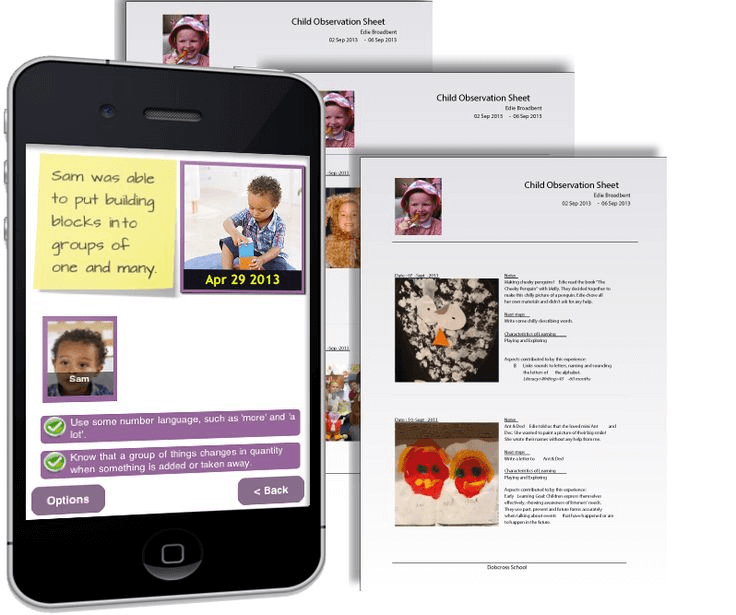 Child Observation Sheet
Edie Broadbent
02 Sep 2013 - 06 Sep 2013
Child Observation Sheet
Edie Broadbent
02 Sep 2013 - 06 Sep 2013
Sam was able
to put building
blocks into
groups of
one and many.
Apr 29 2013
Sam
Use some number language, such as 'more' and 'a
lot'.
Know that a group of things changes in quantity
when something is added or taken away.
Options
< Back
Child Observation Sheet
Edie Broadbent
02 Sep 2013 - 06 Sep 2013
Notes
Making cheeky penguins! Edie read the book "The
Cheeky Penguin" with Molly. They decided together to
make this chilly picture of a penguin. Edie chose all
her own materials and didn't ask for any help.
Next steps
Write some chilly describing words.
Characteristics of Learning
Playing and Exploring
Aspects contributed to by this experience:
Links sounds to letters, naming and sounding
the letters of the alphabet.
Literacy>Writing>45 -60 months
Notes
Ant & Dec! Edie told us that she loved miss Ant and
Dec. She wanted to paint a picture of their big smile!
She wrote their names without any help from me.
Next steps
Write a letter to Ant & Dec!
Characteristics of Learning
Playing and Exploring
Aspects contributed to by this experience:
Early Learning Goal: Children express themselves
effectively, showing awareness of listeners' needs.
They use past, present and future forms accurately
when talking about events that have happened or are
to happen in the future.
Dobcross School